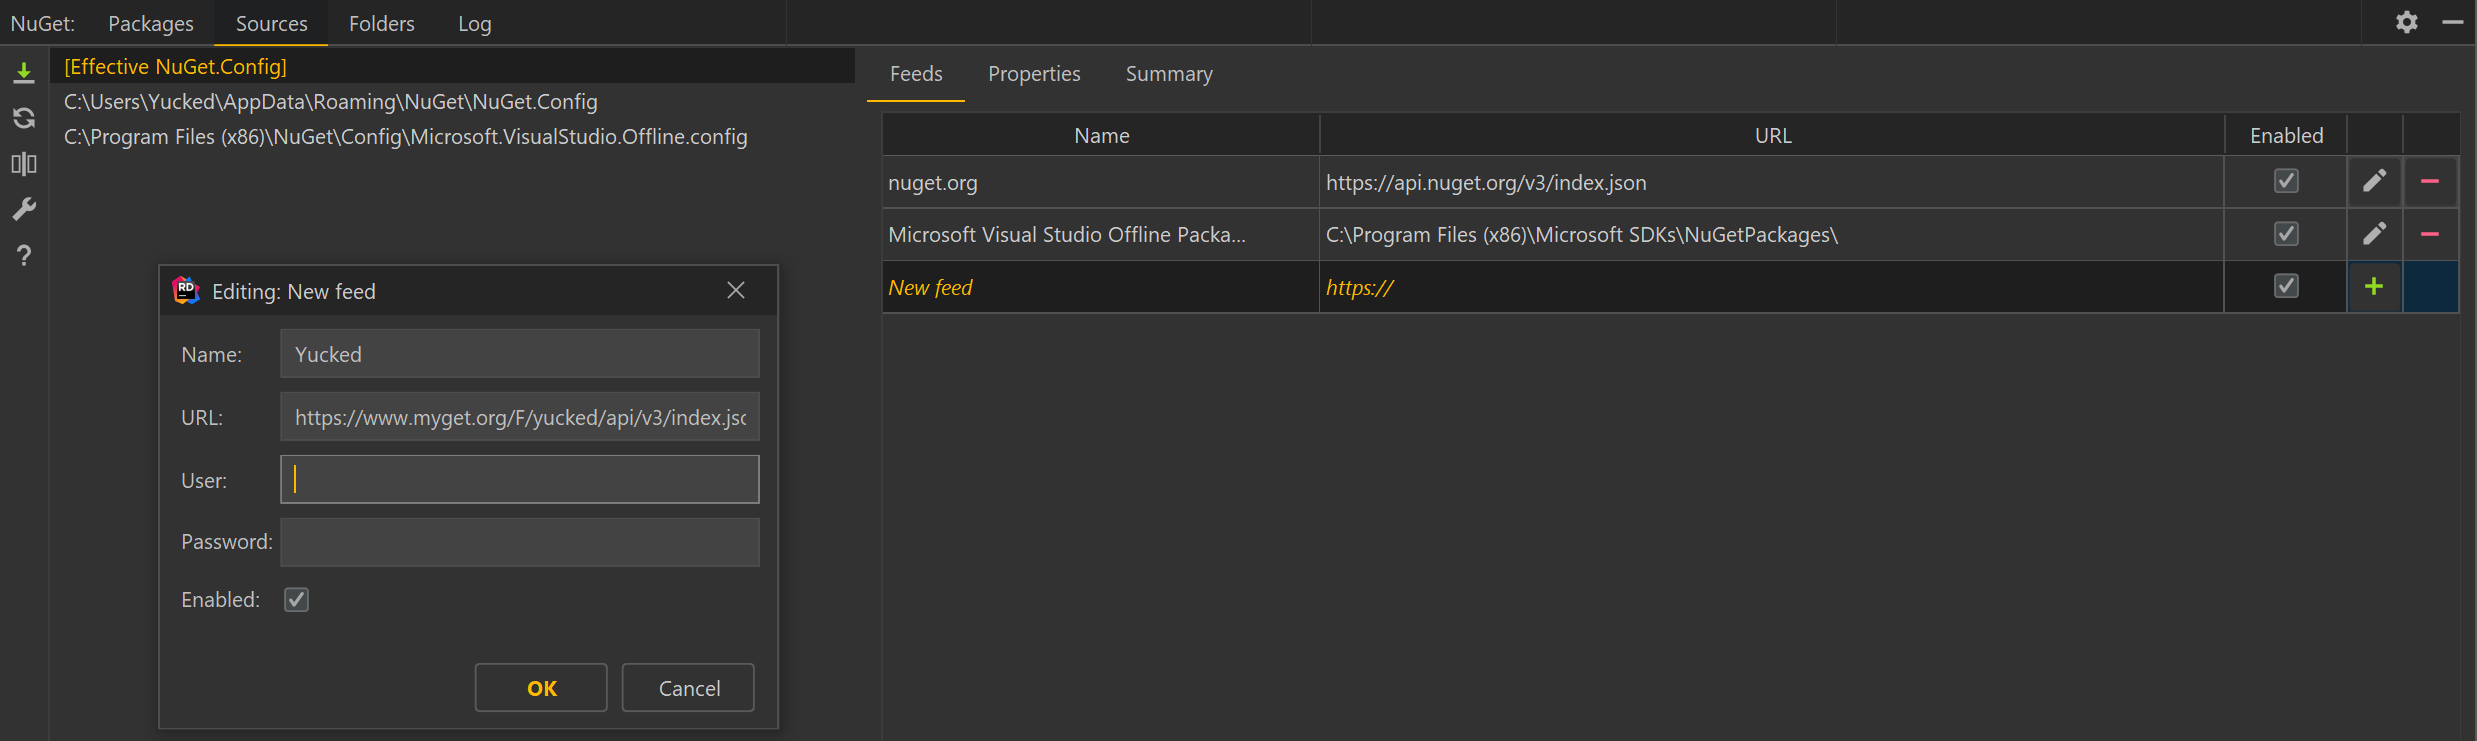 NuGet: Packages Sources Folders Log
[Effective NuGet.Config]
C:\Users\Yucked\AppData\Roaming\NuGet\NuGet.Config
C:\Program Files (x86)\NuGet\Config\Microsoft.VisualStudio.Offline.config
?
RD Editing: New feed
Name: Yucked
URL: https://www.myget.org/F/yucked/api/v3/index.jso
User:
Password:
Enabled:
OK Cancel
Feeds Properties Summary
Name URL Enabled
nuget.org https://api.nuget.org/v3/index.json
Microsoft Visual Studio Offline Packa... C:\Program Files (x86)\Microsoft SDKs\NuGetPackages\
New feed https://